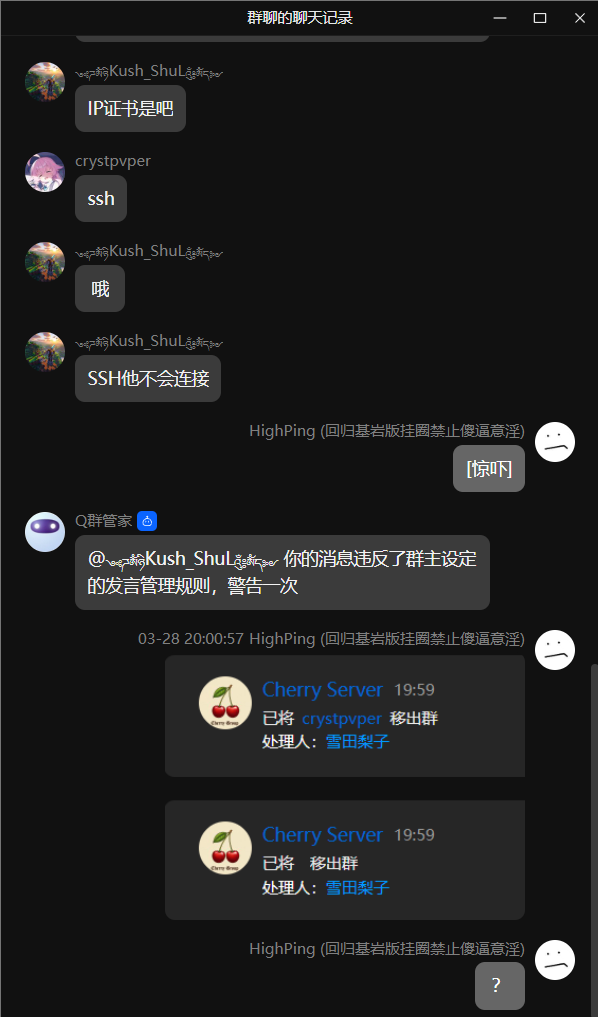 群聊的聊天记录
Kush_ShuL
IP证书是吧
crystpvper
ssh
Kush_ShuL
哦
Kush_ShuL
SSH他不会连接
HighPing (回归基岩版挂圈禁止傻逼意淫)
[惊吓]
Q群管家
@Kush_ShuL 你的消息违反了群主设定
的发言管理规则，警告一次
03-28 20:00:57 HighPing (回归基岩版挂圈禁止傻逼意淫)
Cherry Server 19:59
已将 crystpvper 移出群
处理人：雪田梨子
Cherry Server 19:59
已将 移出群
处理人：雪田梨子
HighPing (回归基岩版挂圈禁止傻逼意淫)
？